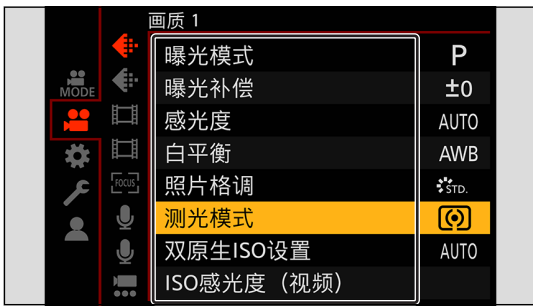 画质 1
曝光模式 P
曝光补偿 ±0
MODE
感光度 AUTO
白平衡 AWB
FOCUS
照片格调 STD.
测光模式
双原生ISO设置 AUTO
ISO感光度（视频）